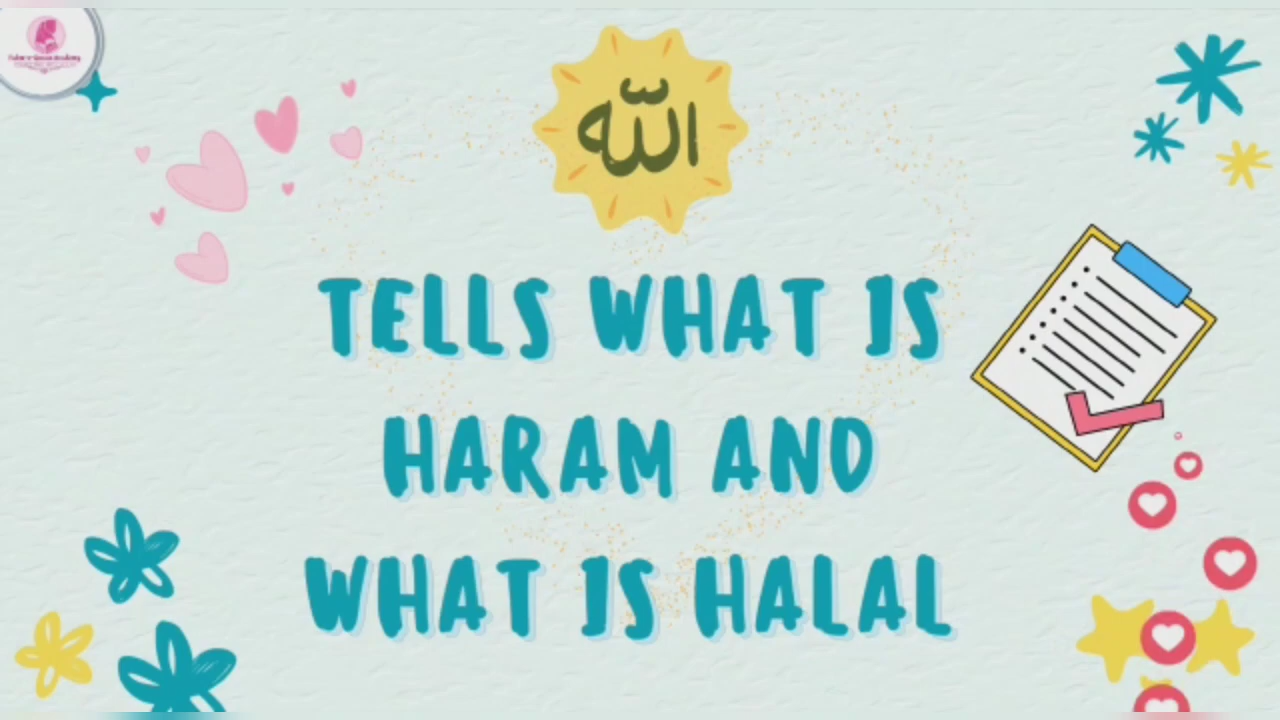 الله
TELLS WHAT IS
HARAM AND
WHAT IS HALAL